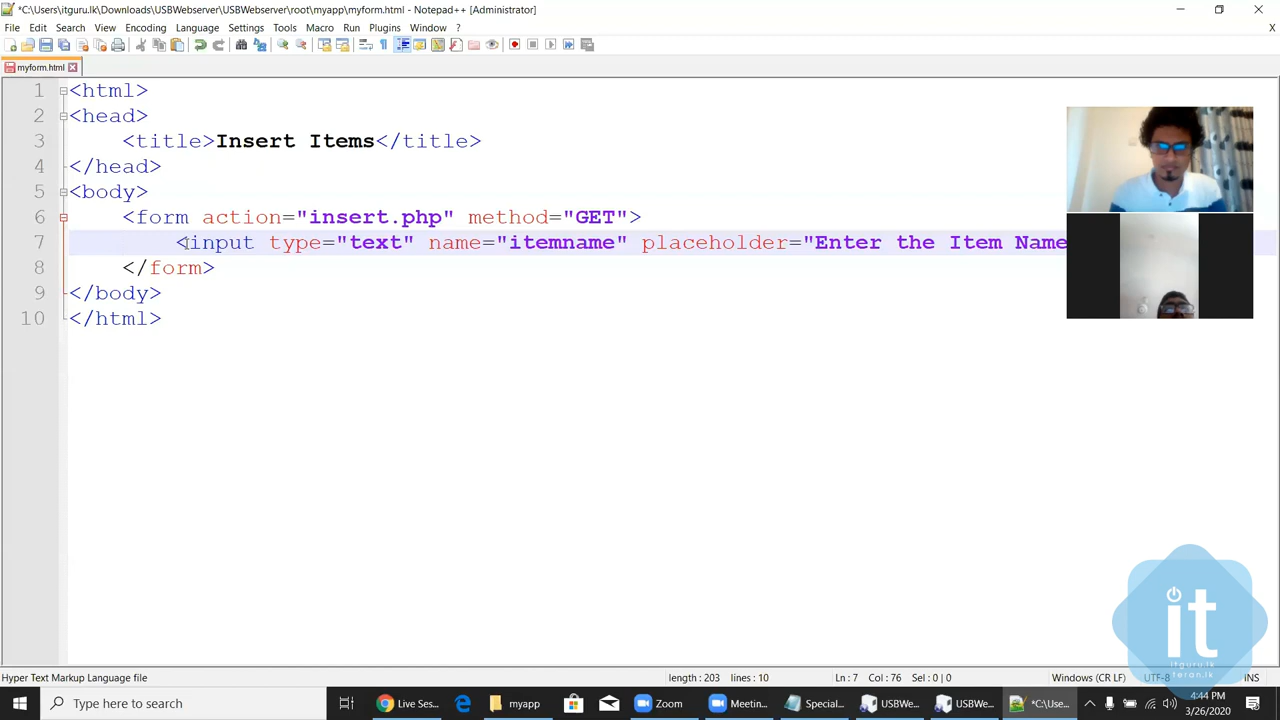 *C:\Users\itguru.lk\Downloads\USBWebserver\USBWebserver\root\myapp\myform.html - Notepad++ [Administrator]
File Edit Search View Encoding Language Settings Tools Macro Run Plugins Window ? X
myform.html
1 <html>
2 <head>
3 <title>Insert Items</title>
4 </head>
5 <body>
6 <form action="insert.php" method="GET">
7 <input type="text" name="itemname" placeholder="Enter the Item Name
8 </form>
9 </body>
10 </html>
it
itguru.lk
teran.lk
Hyper Text Markup Language file length : 203 lines : 10 Ln : 7 Col : 76 Sel : 0 | 0 Windows (CR LF) UTF-8 INS
Type here to search Live Ses... myapp Zoom Meetin... Special... USBWe... USBWe... *C:\Use... 4:44 PM
3/26/2020